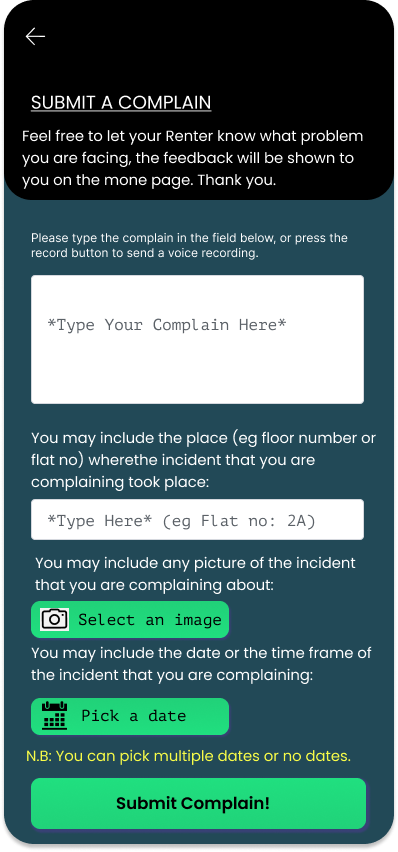 SUBMIT A COMPLAIN
Feel free to let your Renter know what problem
you are facing, the feedback will be shown to
you on the mone page. Thank you.
Please type the complain in the field below, or press the
record button to send a voice recording.
*Type Your Complain Here*
You may include the place (eg floor number or
flat no) wherethe incident that you are
complaining took place:
*Type Here* (eg Flat no: 2A)
You may include any picture of the incident
that you are complaining about:
Select an image
You may include the date or the time frame of
the incident that you are complaining:
Pick a date
N.B: You can pick multiple dates or no dates.
Submit Complain!